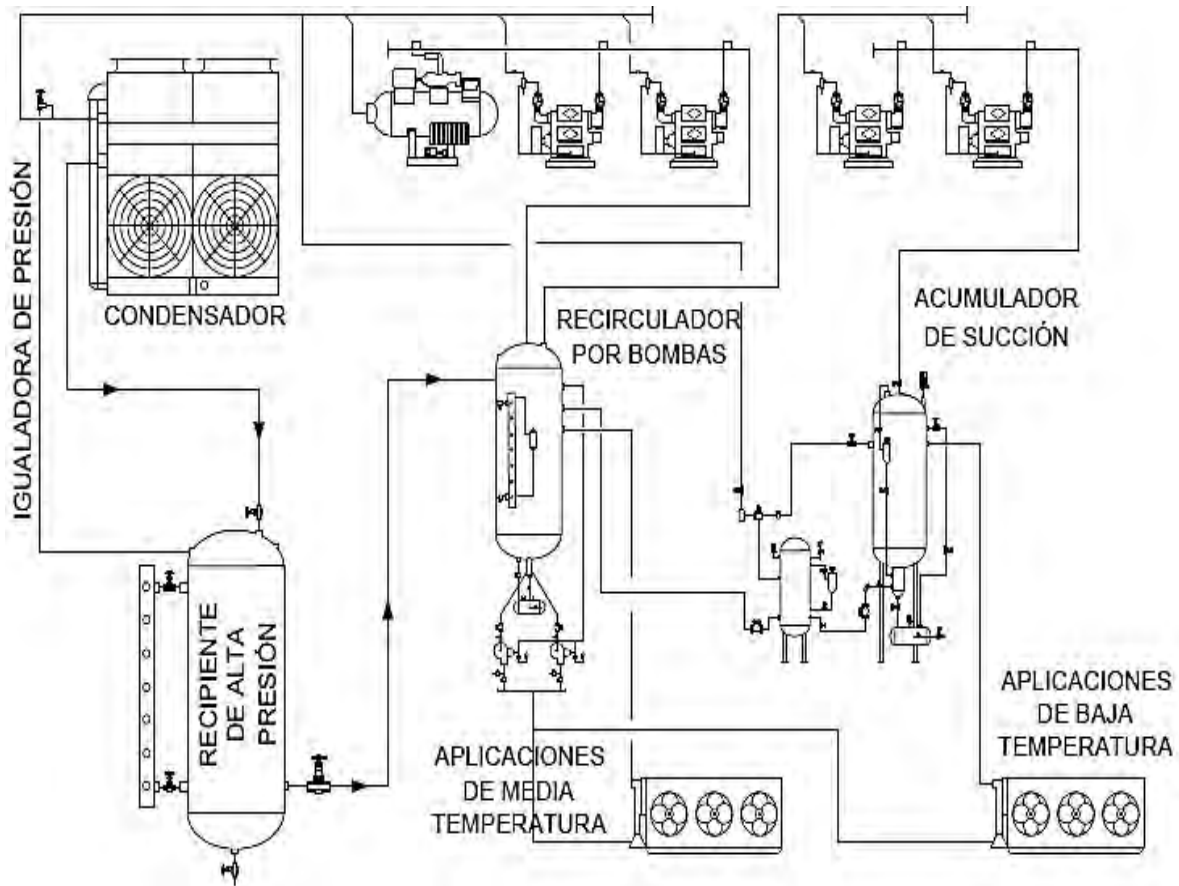 IGUALADORA DE PRESIÓN
CONDENSADOR
RECIRCULADOR
POR BOMBAS
ACUMULADOR
DE SUCCIÓN
RECIPIENTE
DE ALTA
PRESIÓN
APLICACIONES
DE MEDIA
TEMPERATURA
APLICACIONES
DE BAJA
TEMPERATURA